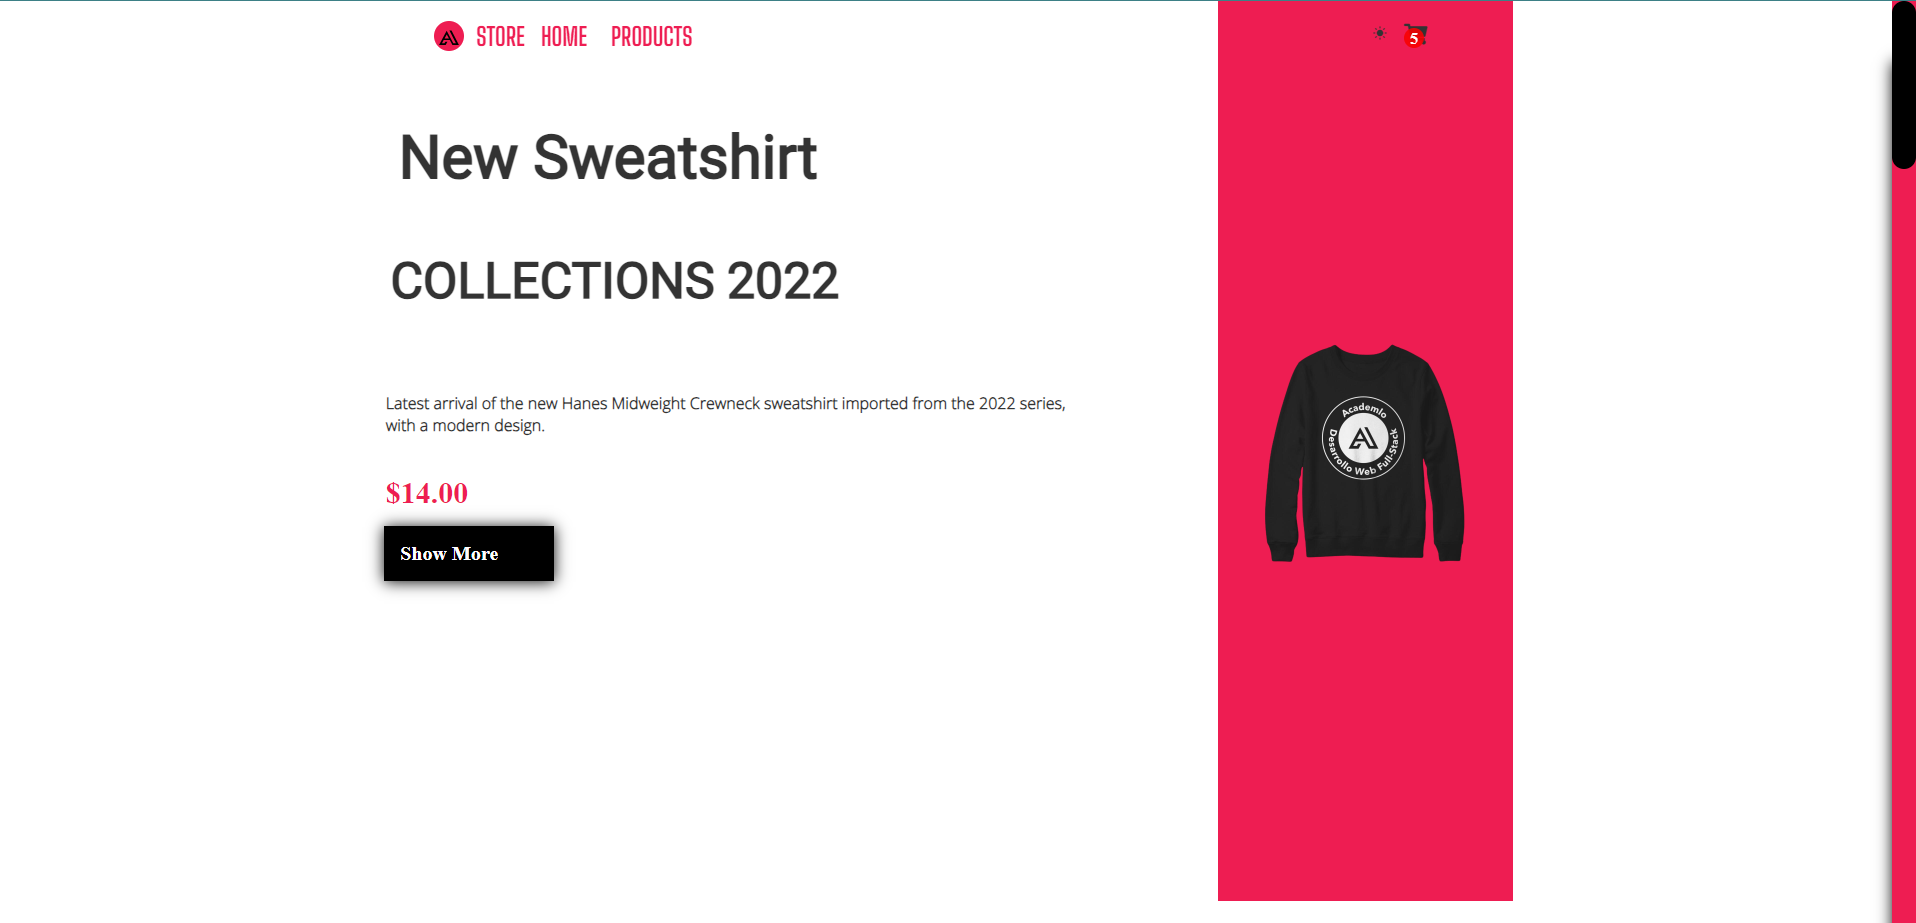 STORE HOME PRODUCTS
5
New Sweatshirt
COLLECTIONS 2022
Latest arrival of the new Hanes Midweight Crewneck sweatshirt imported from the 2022 series,
with a modern design.
$14.00
Show More
Academlo
Desarrollo Web Full-Stack